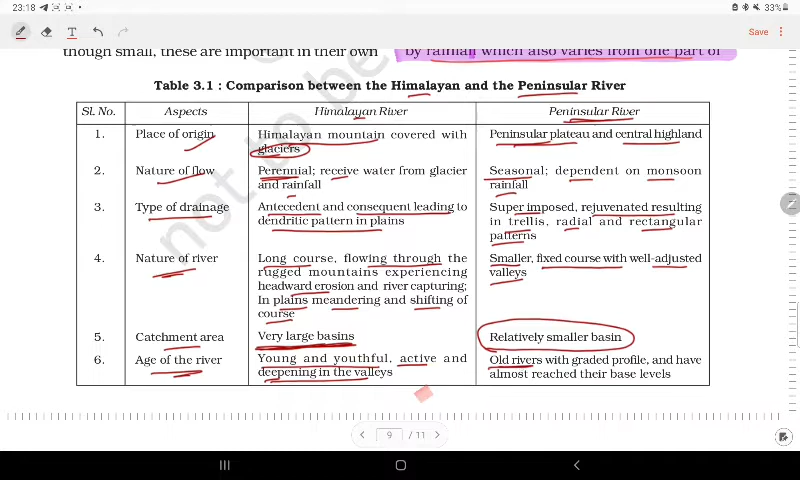 23:18
33%
T
Save
though small, these are important in their own
by rainfall which also varies from one part of
Table 3.1 : Comparison between the Himalayan and the Peninsular River
Sl. No. Aspects Himalayan River Peninsular River
1. Place of origin Himalayan mountain covered with Peninsular plateau and central highland
glaciers
2. Nature of flow Perennial; receive water from glacier Seasonal; dependent on monsoon
and rainfall rainfall
3. Type of drainage Antecedent and consequent leading to Super imposed, rejuvenated resulting
dendritic pattern in plains in trellis, radial and rectangular
patterns
4. Nature of river Long course, flowing through the Smaller, fixed course with well-adjusted
rugged mountains experiencing valleys
headward erosion and river capturing;
In plains meandering and shifting of
course
5. Catchment area Very large basins Relatively smaller basin
6. Age of the river Young and youthful, active and Old rivers with graded profile, and have
deepening in the valleys almost reached their base levels
not to be
9 / 11